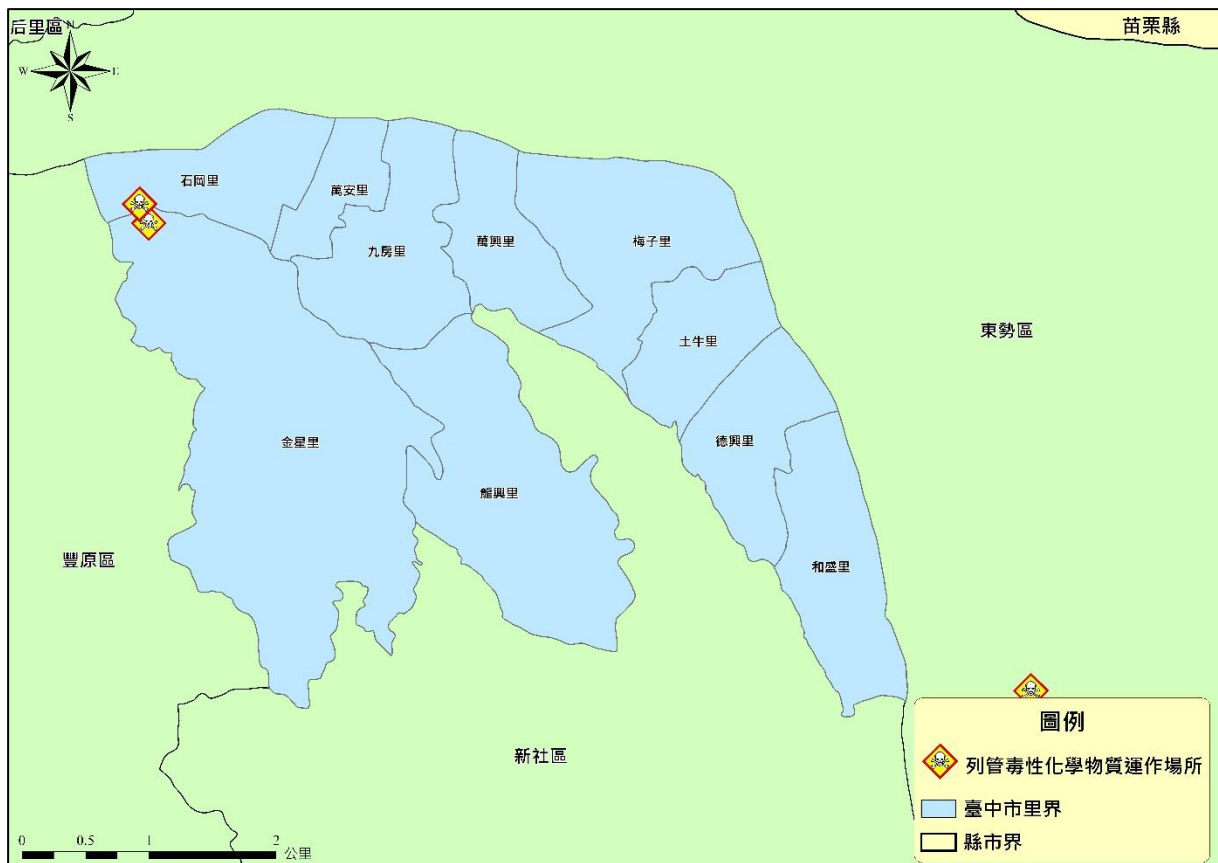 后里區
N
W
E
S
苗栗縣
石岡里
萬安里
九房里
萬興里
梅子里
土牛里
東勢區
金星里
龍興里
德興里
豐原區
和盛里
新社區
圖例
列管毒性化學物質運作場所
臺中市里界
縣市界
0 0.5 1 2
公里